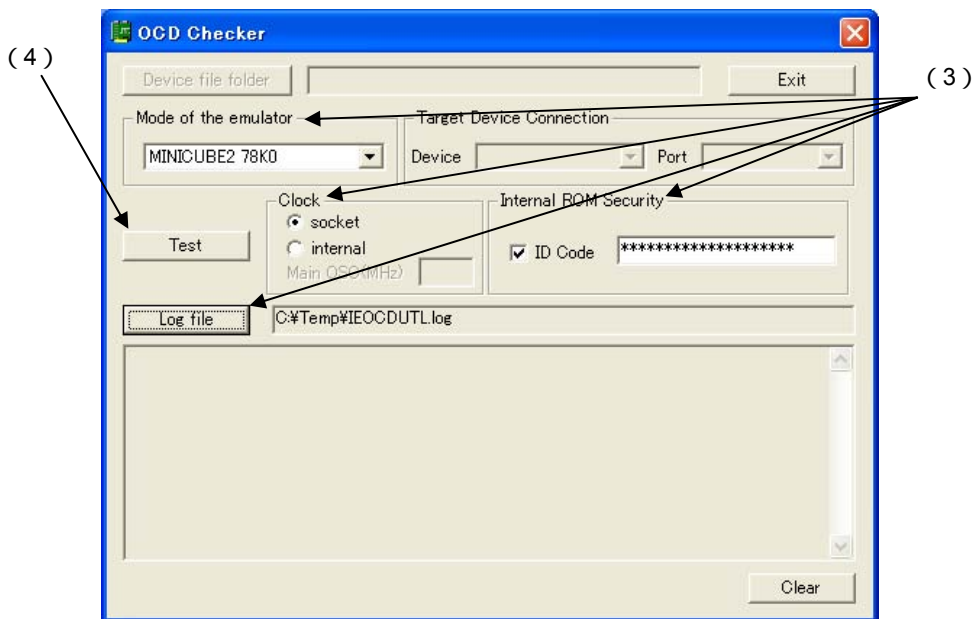 OCD Checker
(4)
(3)
Device file folder
Exit
Mode of the emulator
Target Device Connection
MINICUBE2 78K0
Device
Port
Clock
Internal ROM Security
socket
Test
internal
ID Code
********************
Main OSC(MHz)
Log file
C:¥Temp¥IEOCDUTL.log
Clear